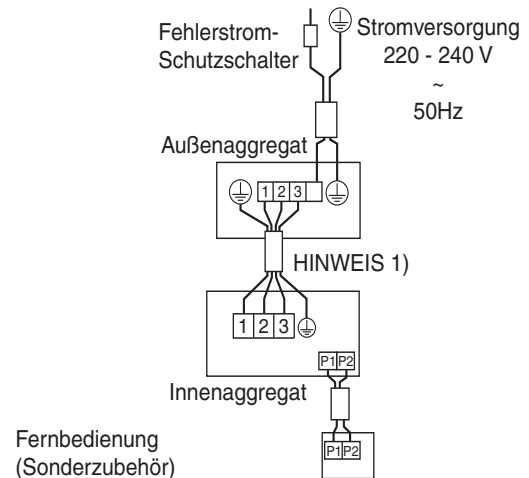 Fehlerstrom-
Schutzschalter
Stromversorgung
220 - 240 V
~
50Hz
Außenaggregat
1 2 3
HINWEIS 1)
1 2 3
P1 P2
Innenaggregat
Fernbedienung
(Sonderzubehör)
P1 P2